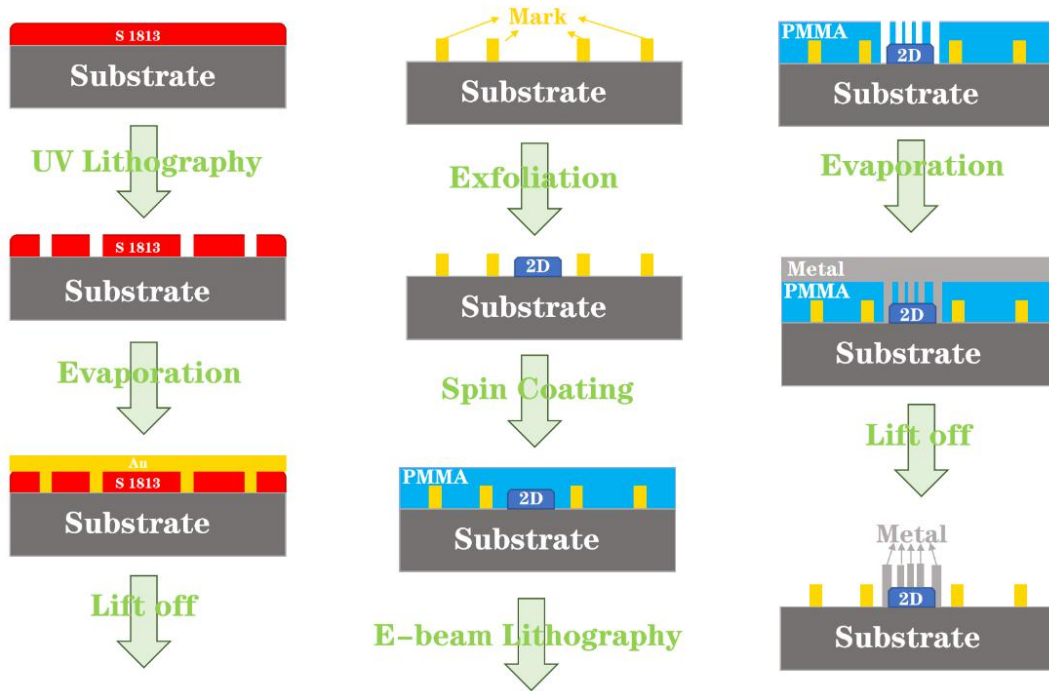 S 1813
Substrate
UV Lithography
S 1813
Substrate
Evaporation
Au
S 1813
Substrate
Lift off
Mark
Substrate
Exfoliation
2D
Substrate
Spin Coating
PMMA
2D
Substrate
E-beam Lithography
PMMA
2D
Substrate
Evaporation
Metal
PMMA
2D
Substrate
Lift off
Metal
2D
Substrate